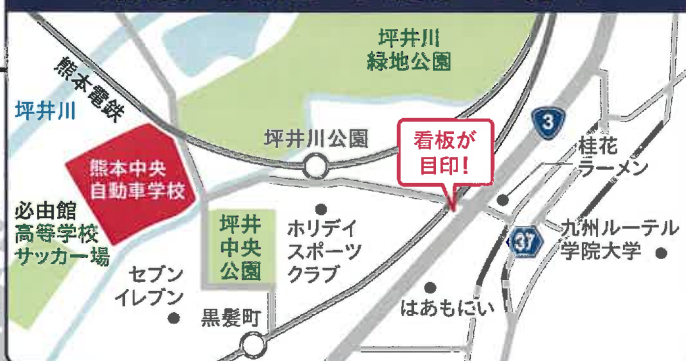 坪井川
緑地公園
熊本電鉄
坪井川
坪井川公園
看板が
目印!
3
桂花
ラーメン
熊本中央
自動車学校
必由館
高等学校
サッカー場
坪井
中央
公園
ホリデイ
スポーツ
クラブ
37
九州ルーテル
学院大学
セブン
イレブン
はあもにい
黒髪町